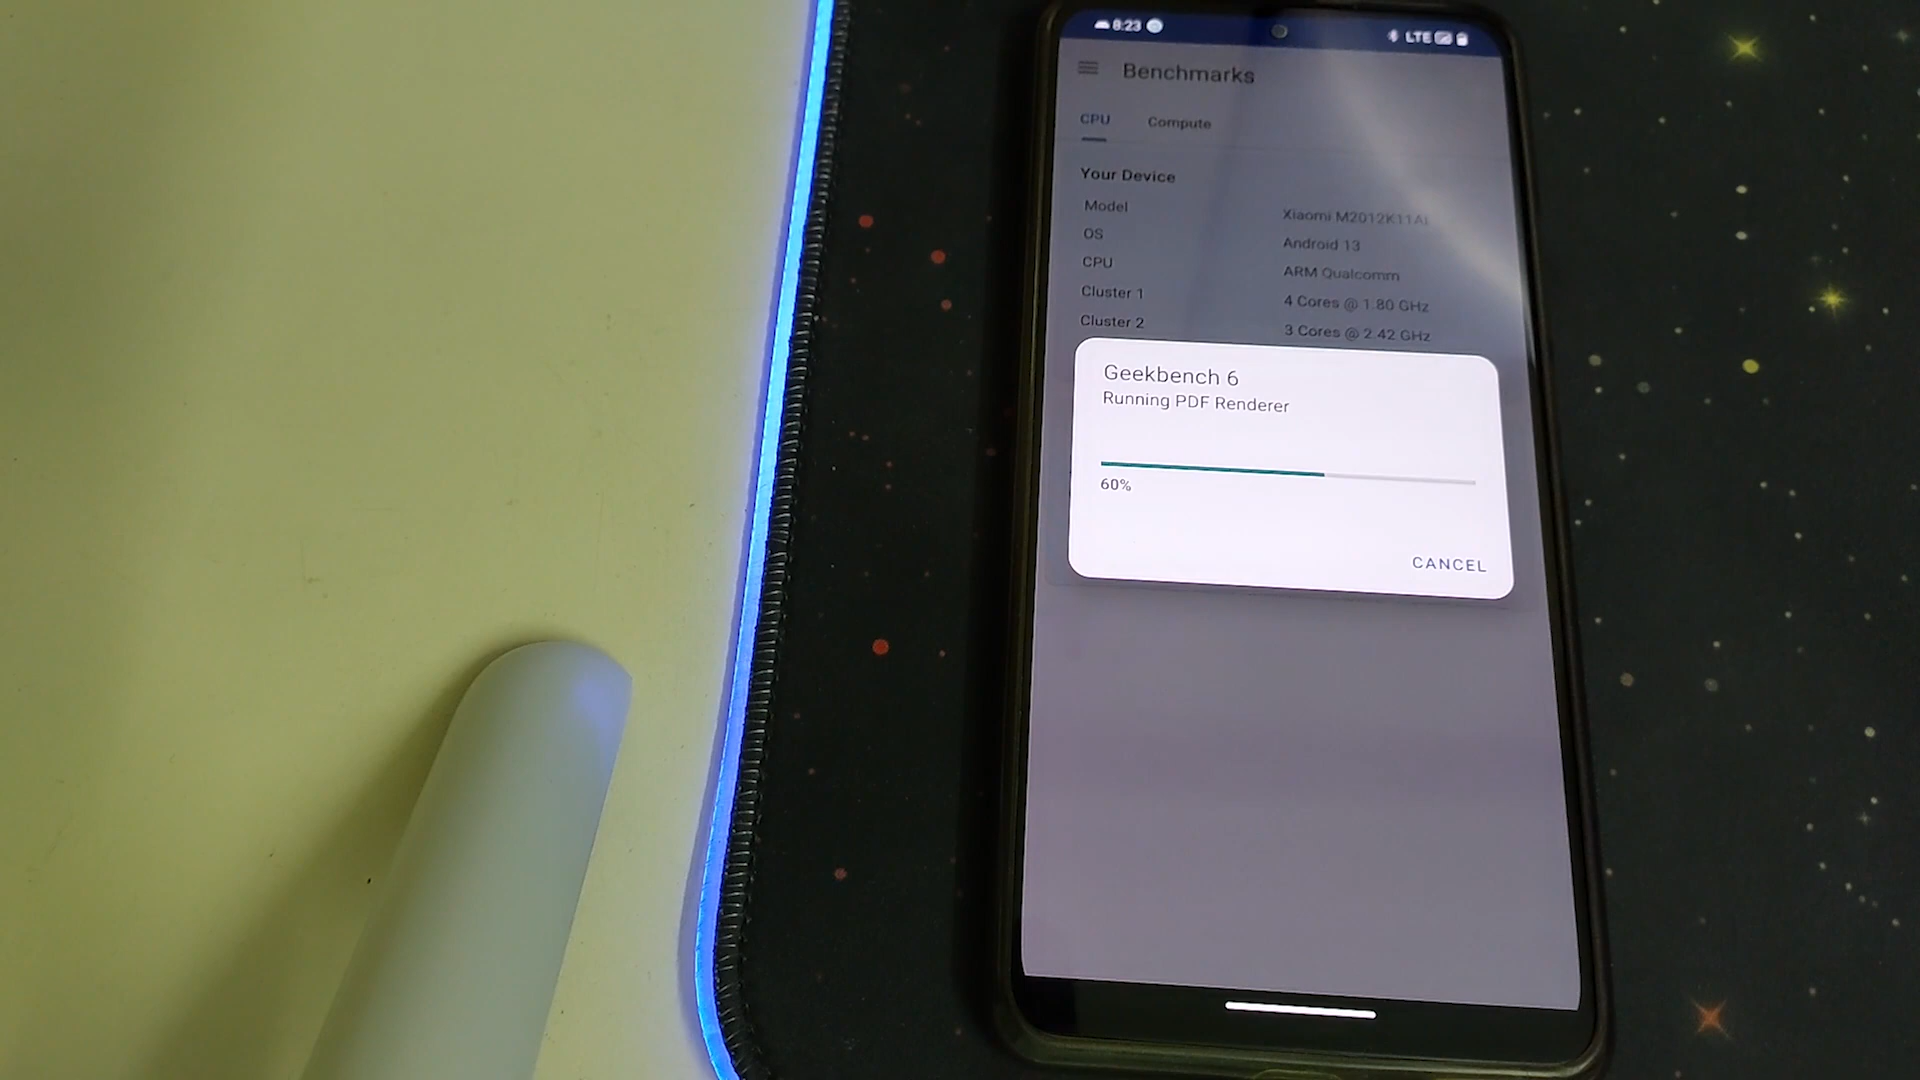 8:23 LTE
Benchmarks
CPU Compute
Your Device
Model Xiaomi M2012K11AI
OS Android 13
CPU ARM Qualcomm
Cluster 1 4 Cores @ 1.80 GHz
Cluster 2 3 Cores @ 2.42 GHz
Geekbench 6
Running PDF Renderer
60%
CANCEL